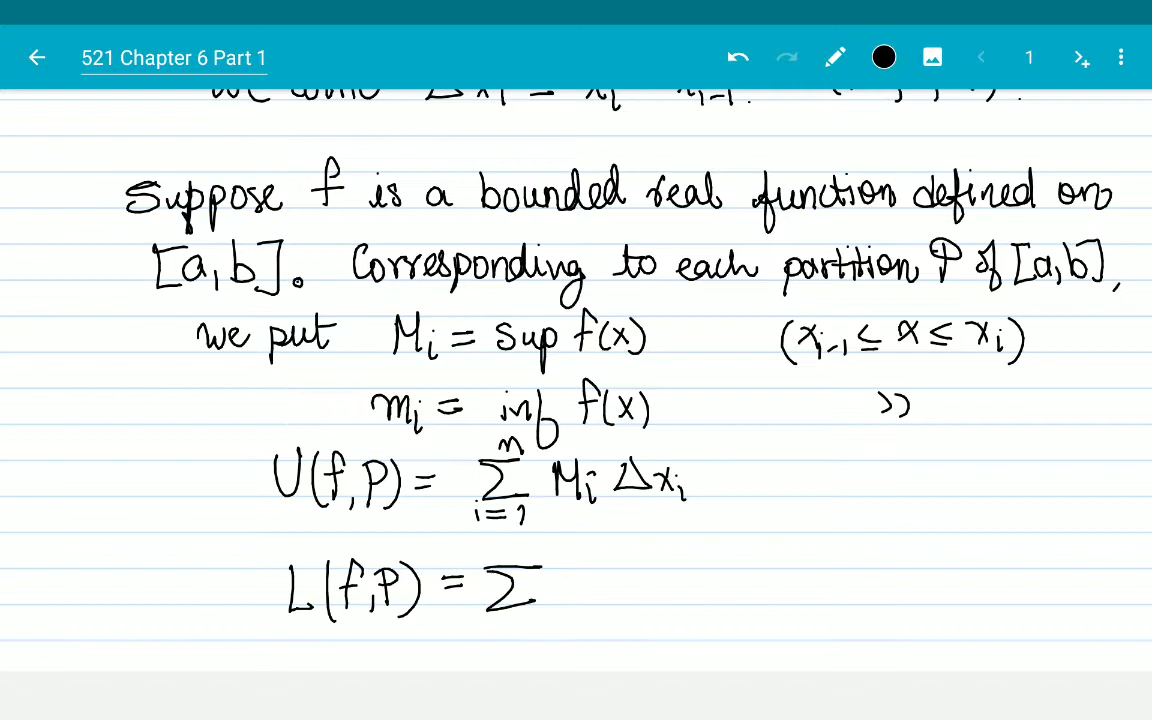 521 Chapter 6 Part 1
1
Suppose f is a bounded real function defined on
[a,b]. Corresponding to each partition P of [a,b],
we put Mi = Sup f(x) (xi-1 ≤ x ≤ xi)
mi = inf f(x) >>
U(f,P) = n∑i=1 Mi Δxi
L(f,P) = ∑